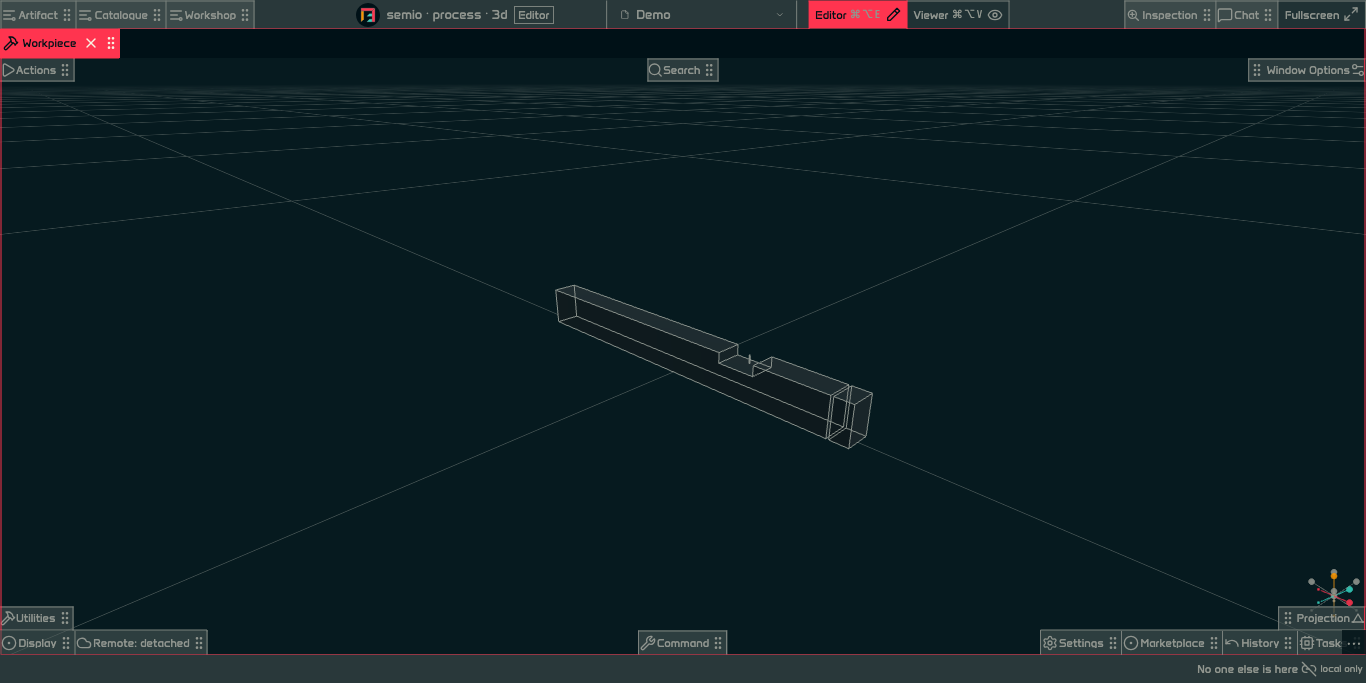 Artifact Catalogue Workshop semio · process · 3d Editor Demo Editor ⌘⌥E Viewer ⌘⌥V Inspection Chat Fullscreen
Workpiece
Actions Search Window Options
Utilities Projection
Display Remote: detached Command Settings Marketplace History Task ...
No one else is here local only